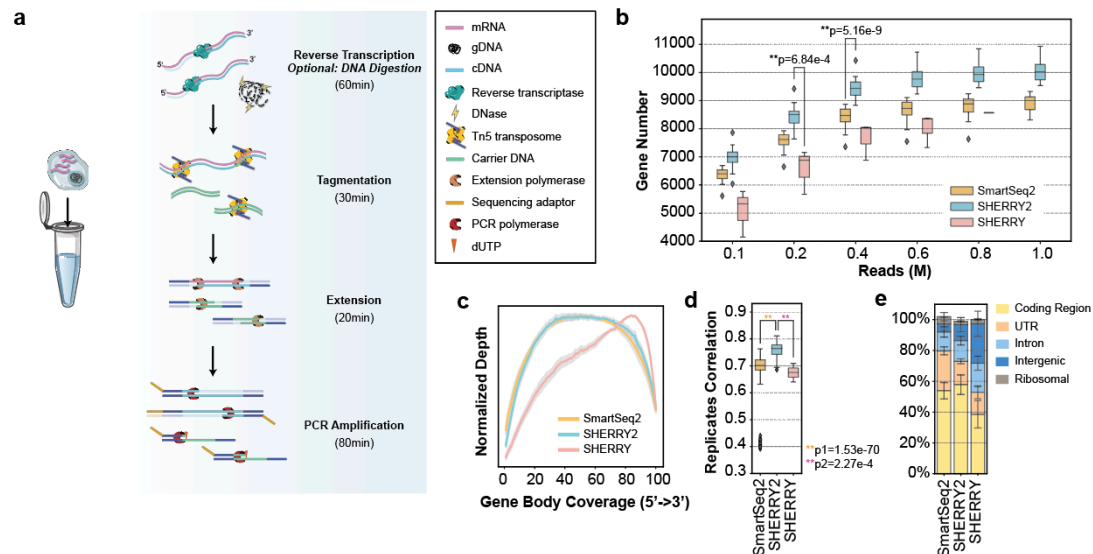 a
3'
5'
3'
5'
Reverse Transcription
Optional: DNA Digestion
(60min)
Tagmentation
(30min)
Extension
(20min)
PCR Amplification
(80min)
mRNA
gDNA
cDNA
Reverse transcriptase
DNase
Tn5 transposome
Carrier DNA
Extension polymerase
Sequencing adaptor
PCR polymerase
dUTP
b
**p=5.16e-9
**p=6.84e-4
Gene Number
11000
10000
9000
8000
7000
6000
5000
4000
SmartSeq2
SHERRY2
SHERRY
0.1 0.2 0.4 0.6 0.8 1.0
Reads (M)
c
Normalized Depth
SmartSeq2
SHERRY2
SHERRY
0 20 40 60 80 100
Gene Body Coverage (5'->3')
d
Replicates Correlation
0.9
0.8
0.7
0.6
0.5
0.4
0.3
** **
**p1=1.53e-70
**p2=2.27e-4
SmartSeq2
SHERRY2
SHERRY
e
100%
80%
60%
40%
20%
0%
SmartSeq2
SHERRY2
SHERRY
Coding Region
UTR
Intron
Intergenic
Ribosomal